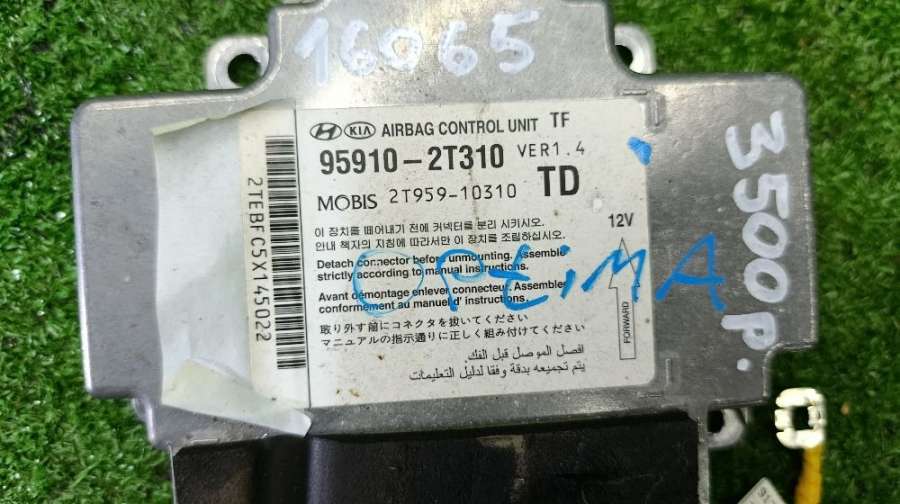 16065
HYUNDAI KIA AIRBAG CONTROL UNIT TF
95910-2T310 VER1.4
MOBIS 2T959-10310 TD
이 장치를 떼어내기 전에 커넥터를 분리 시키시오.
안내 책자의 지침에 따라서만 이 장치를 조립하십시오.
12V
Detach connector before unmounting. Assemble
strictly according to manual instructions.
Avant démontage enlever connecteur. Assembler
conformement au manuel d' instructions.
取り外す前にコネクタを抜いてください
マニュアルの指示通りに正しく組み付けてください
افصل الموصل قبل الفك.
يتم تجميعه بدقة وفقا لدليل التعليمات
FORWARD
OPtiMA
2TEBFC5X145022
3500р.